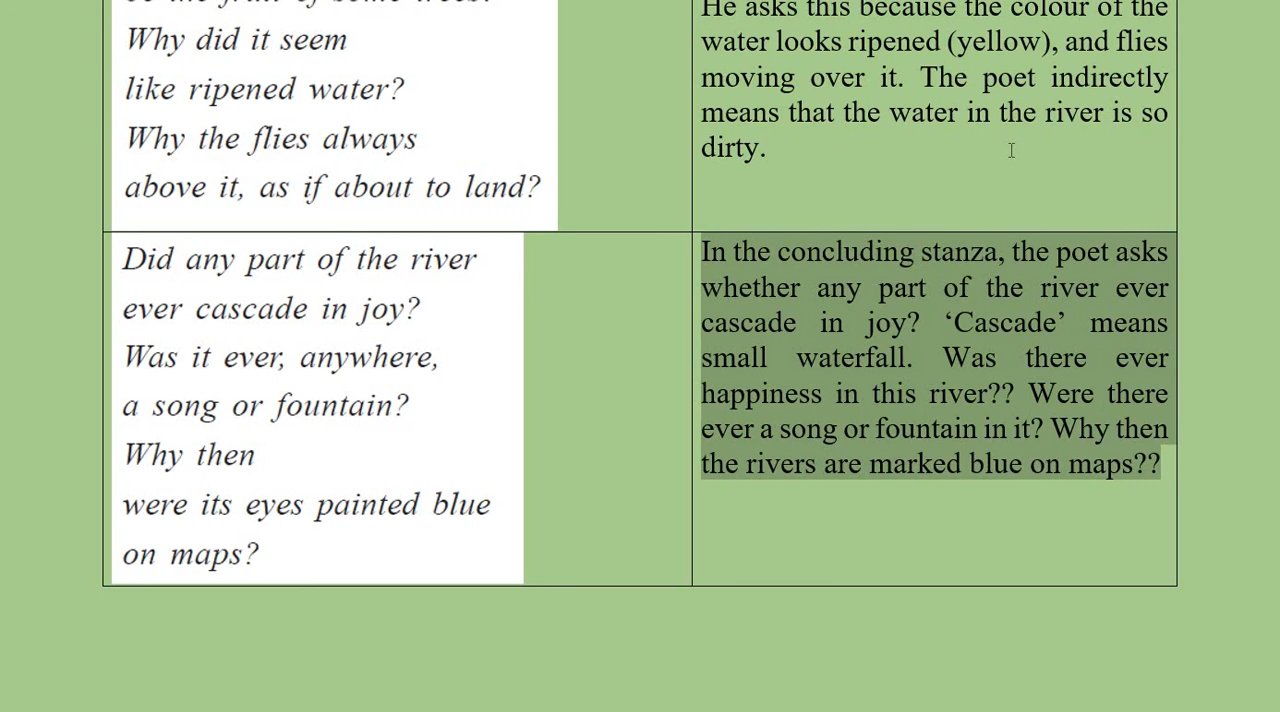 Why did it seem
like ripened water?
Why the flies always
above it, as if about to land?
He asks this because the colour of the
water looks ripened (yellow), and flies
moving over it. The poet indirectly
means that the water in the river is so
dirty.
Did any part of the river
ever cascade in joy?
Was it ever, anywhere,
a song or fountain?
Why then
were its eyes painted blue
on maps?
In the concluding stanza, the poet asks
whether any part of the river ever
cascade in joy? ‘Cascade’ means
small waterfall. Was there ever
happiness in this river?? Were there
ever a song or fountain in it? Why then
the rivers are marked blue on maps??